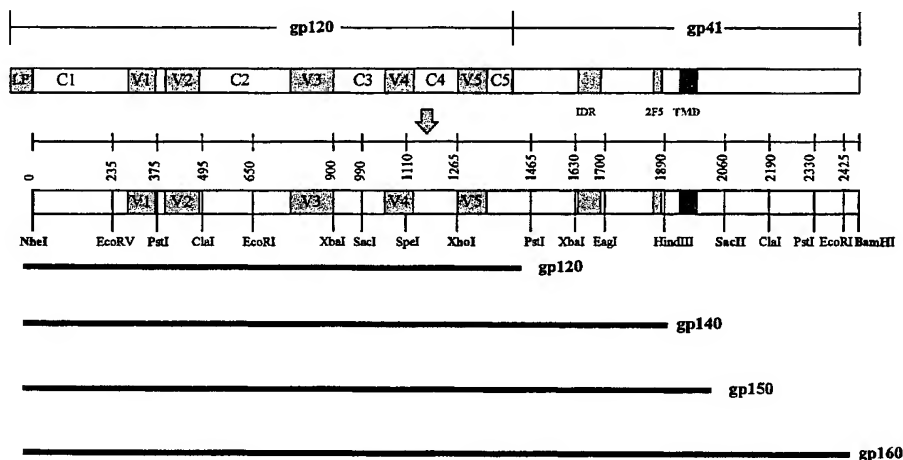 gp120 gp41
LP C1 V1 V2 C2 V3 C3 V4 C4 V5 C5
IDR 2F5 TMD
0 235 375 495 650 900 990 1110 1265 1465 1630 1700 1890 2060 2190 2330 2425
V1 V2 V3 V4 V5
NheI EcoRV PstI ClaI EcoRI XbaI SacI SpeI XhoI PstI XbaI EagI HindIII SacII ClaI PstI EcoRI BamHI
gp120
gp140
gp150
gp160